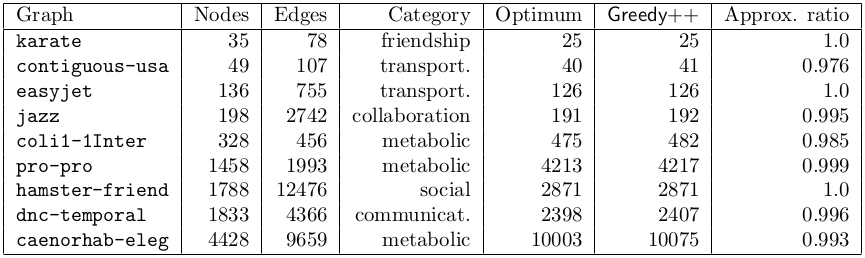 Graph Nodes Edges Category Optimum Greedy++ Approx. ratio
karate 35 78 friendship 25 25 1.0
contiguous-usa 49 107 transport. 40 41 0.976
easyjet 136 755 transport. 126 126 1.0
jazz 198 2742 collaboration 191 192 0.995
coli1-1Inter 328 456 metabolic 475 482 0.985
pro-pro 1458 1993 metabolic 4213 4217 0.999
hamster-friend 1788 12476 social 2871 2871 1.0
dnc-temporal 1833 4366 communicat. 2398 2407 0.996
caenorhab-eleg 4428 9659 metabolic 10003 10075 0.993